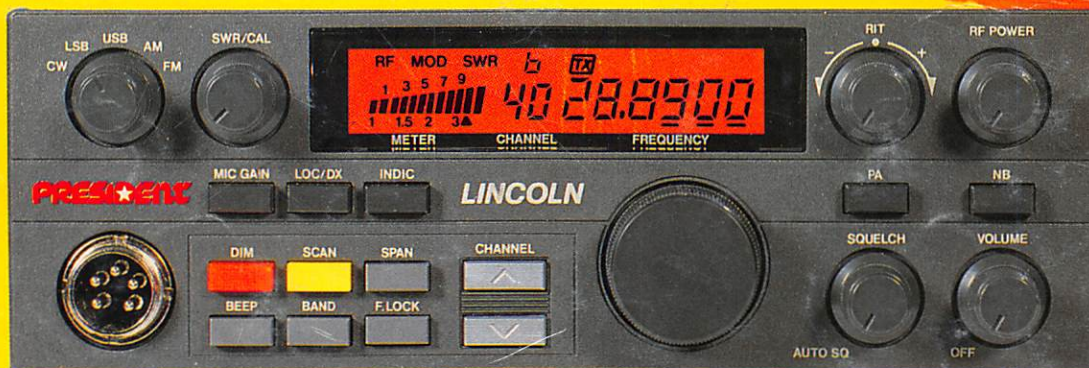 LSB USB AM
CW FM
SWR/CAL
RF MOD SWR 6 TX
1 3 5 7 9
40 28.8900
1 1.5 2 3
METER CHANNEL FREQUENCY
RIT
- +
RF POWER
PRESIDENT
MIC GAIN LOC/DX INDIC
LINCOLN
PA NB
DIM SCAN SPAN CHANNEL
BEEP BAND F.LOCK
SQUELCH VOLUME
AUTO SQ OFF